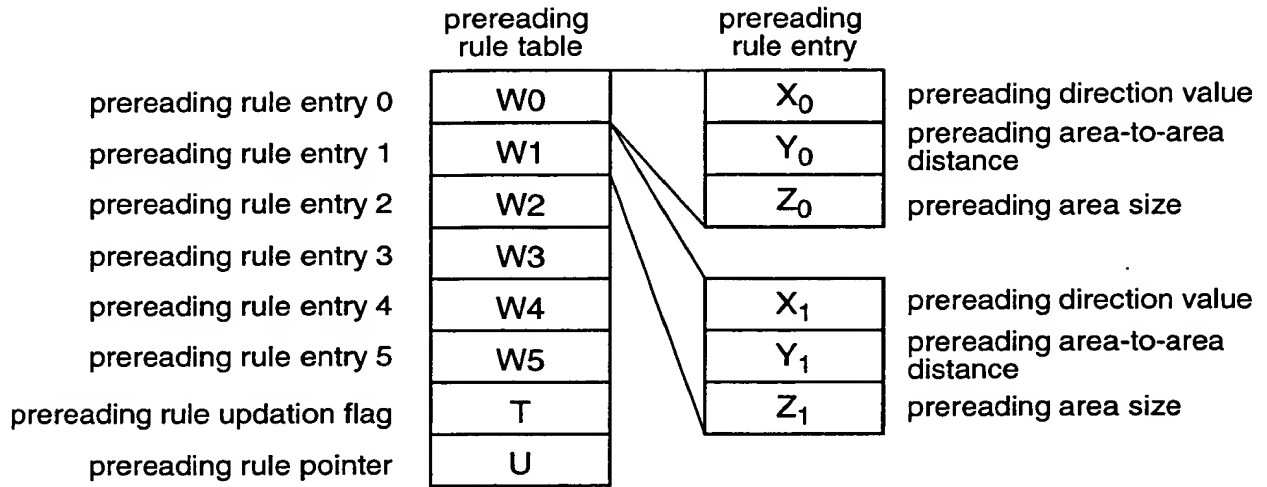 prereading
rule table
prereading
rule entry
prereading rule entry 0 W0 X0 prereading direction value
prereading rule entry 1 W1 Y0 prereading area-to-area
distance
prereading rule entry 2 W2 Z0 prereading area size
prereading rule entry 3 W3
prereading rule entry 4 W4 X1 prereading direction value
prereading rule entry 5 W5 Y1 prereading area-to-area
distance
prereading rule updation flag T Z1 prereading area size
prereading rule pointer U